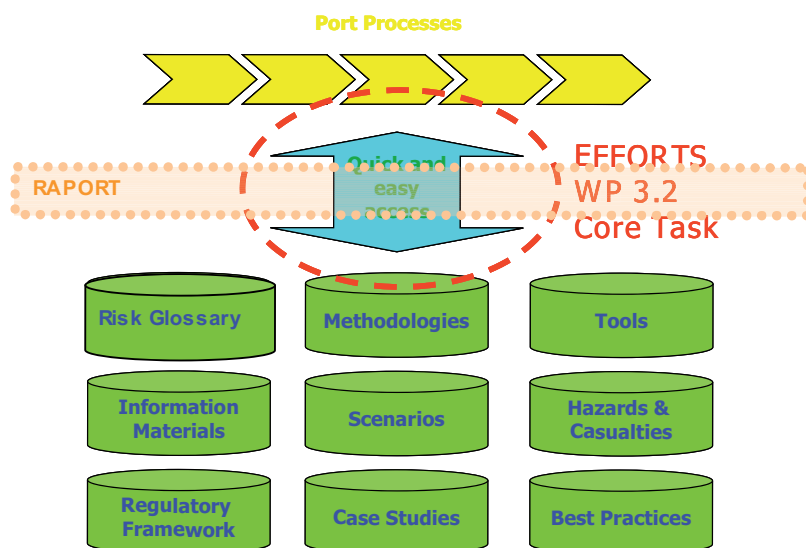 Port Processes
Quick and
easy
access
EFFORTS
WP 3.2
Core Task
RAPORT
Risk Glossary
Methodologies
Tools
Information
Materials
Scenarios
Hazards &
Casualties
Regulatory
Framework
Case Studies
Best Practices